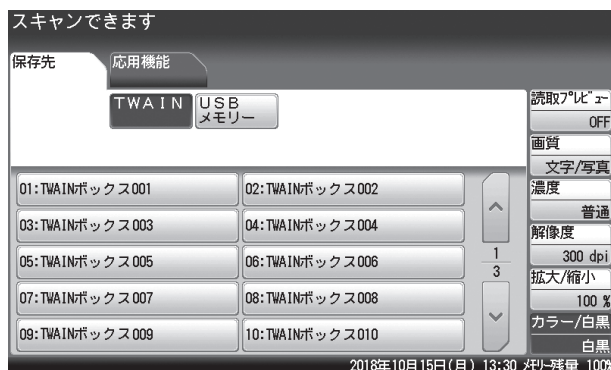 スキャンできます
保存先
応用機能
TWAIN
USB
メモリー
01:TWAINボックス001
02:TWAINボックス002
03:TWAINボックス003
04:TWAINボックス004
05:TWAINボックス005
06:TWAINボックス006
07:TWAINボックス007
08:TWAINボックス008
09:TWAINボックス009
10:TWAINボックス010
1
3
読取プレビュー
OFF
画質
文字/写真
濃度
普通
解像度
300 dpi
拡大/縮小
100 %
カラー/白黒
白黒
2018年10月15日(月) 13:30 メモリー残量 100%